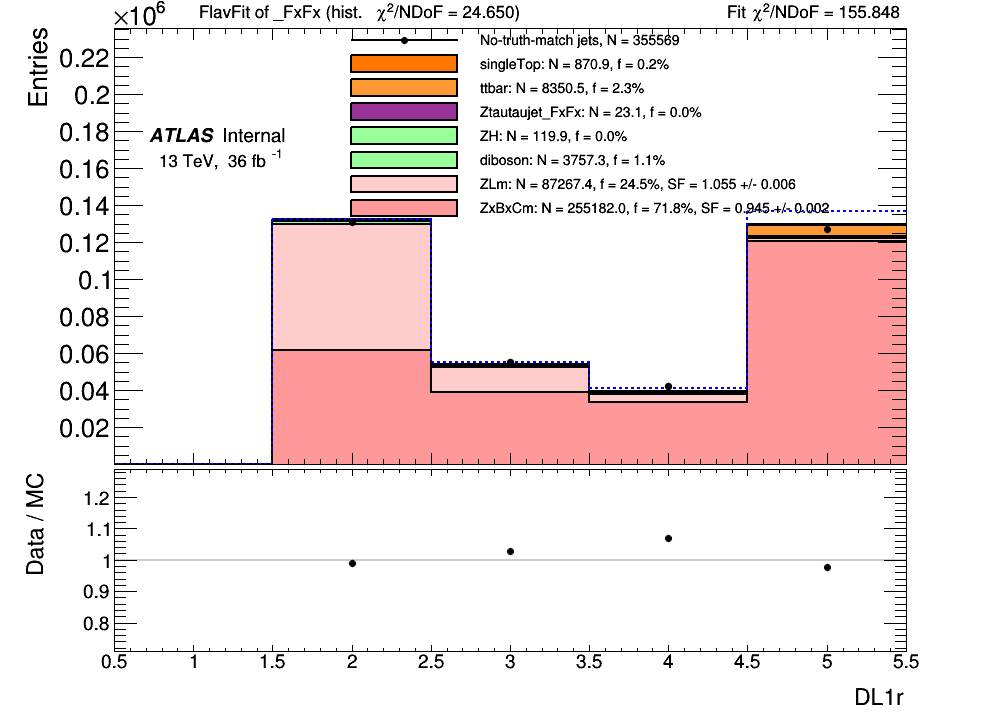 ×10⁶
FlavFit of _FxFx (hist. χ²/NDoF = 24.650)
Fit χ²/NDoF = 155.848
Entries
0.22
0.2
0.18
0.16
0.14
0.12
0.1
0.08
0.06
0.04
0.02
ATLAS Internal
13 TeV, 36 fb⁻¹
No-truth-match jets, N = 355569
singleTop: N = 870.9, f = 0.2%
ttbar: N = 8350.5, f = 2.3%
Ztautaujet_FxFx: N = 23.1, f = 0.0%
ZH: N = 119.9, f = 0.0%
diboson: N = 3757.3, f = 1.1%
ZLm: N = 87267.4, f = 24.5%, SF = 1.055 +/- 0.006
ZxBxCm: N = 255182.0, f = 71.8%, SF = 0.945 +/- 0.002
Data / MC
1.2
1.1
1
0.9
0.8
0.5 1 1.5 2 2.5 3 3.5 4 4.5 5 5.5
DL1r